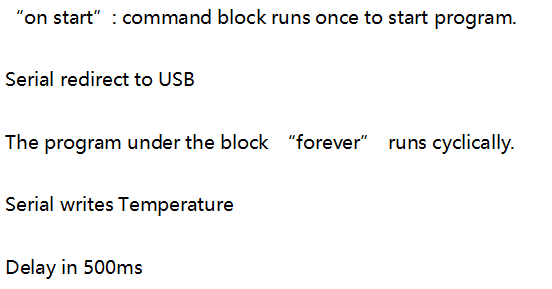 “on start”: command block runs once to start program.
Serial redirect to USB
The program under the block “forever” runs cyclically.
Serial writes Temperature
Delay in 500ms